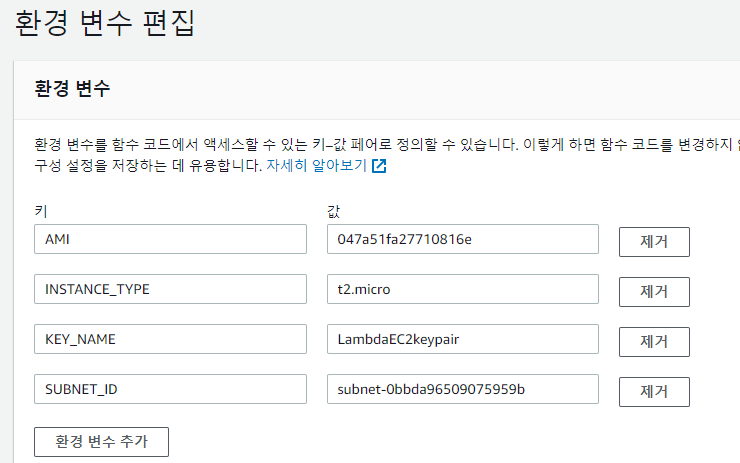 환경 변수 편집
환경 변수
환경 변수를 함수 코드에서 액세스할 수 있는 키-값 페어로 정의할 수 있습니다. 이렇게 하면 함수 코드를 변경하지
구성 설정을 저장하는 데 유용합니다. 자세히 알아보기
키 값
AMI 047a51fa27710816e 제거
INSTANCE_TYPE t2.micro 제거
KEY_NAME LambdaEC2keypair 제거
SUBNET_ID subnet-0bbda96509075959b 제거
환경 변수 추가